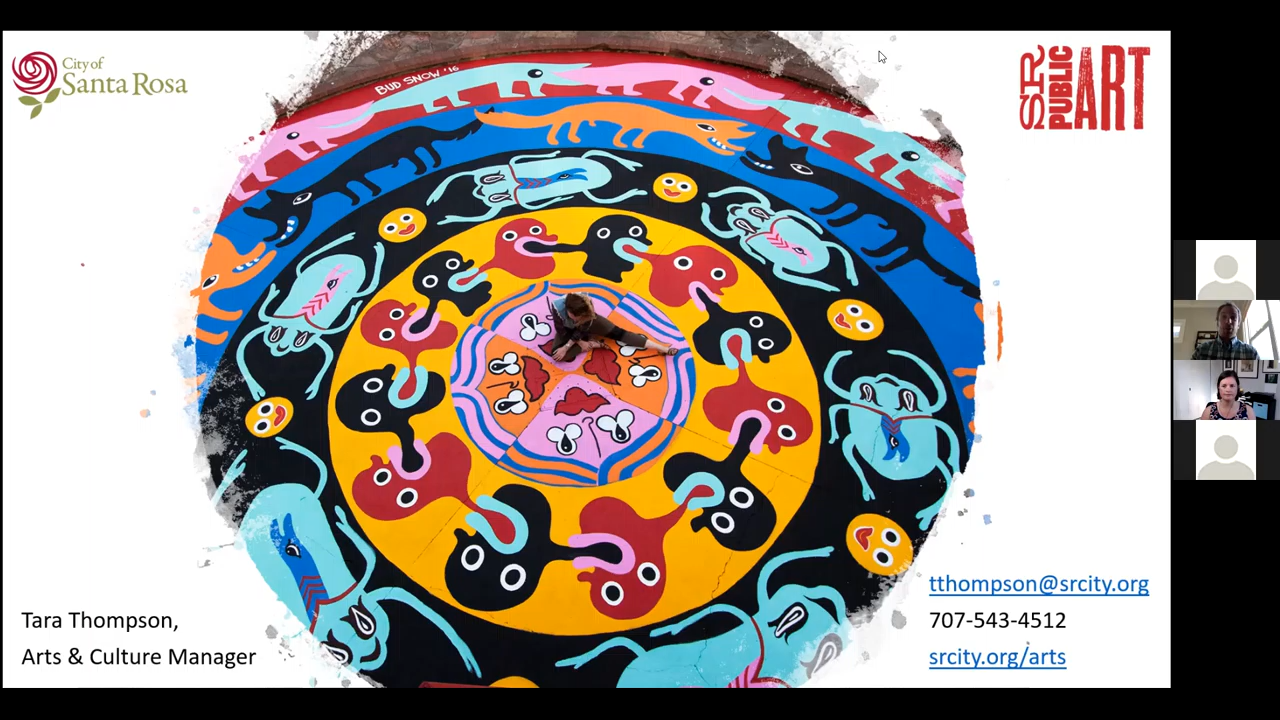 City of
Santa Rosa
BUD SNOW '16
SR
PUBLIC
ART
Tara Thompson,
Arts & Culture Manager
tthompson@srcity.org
707-543-4512
srcity.org/arts